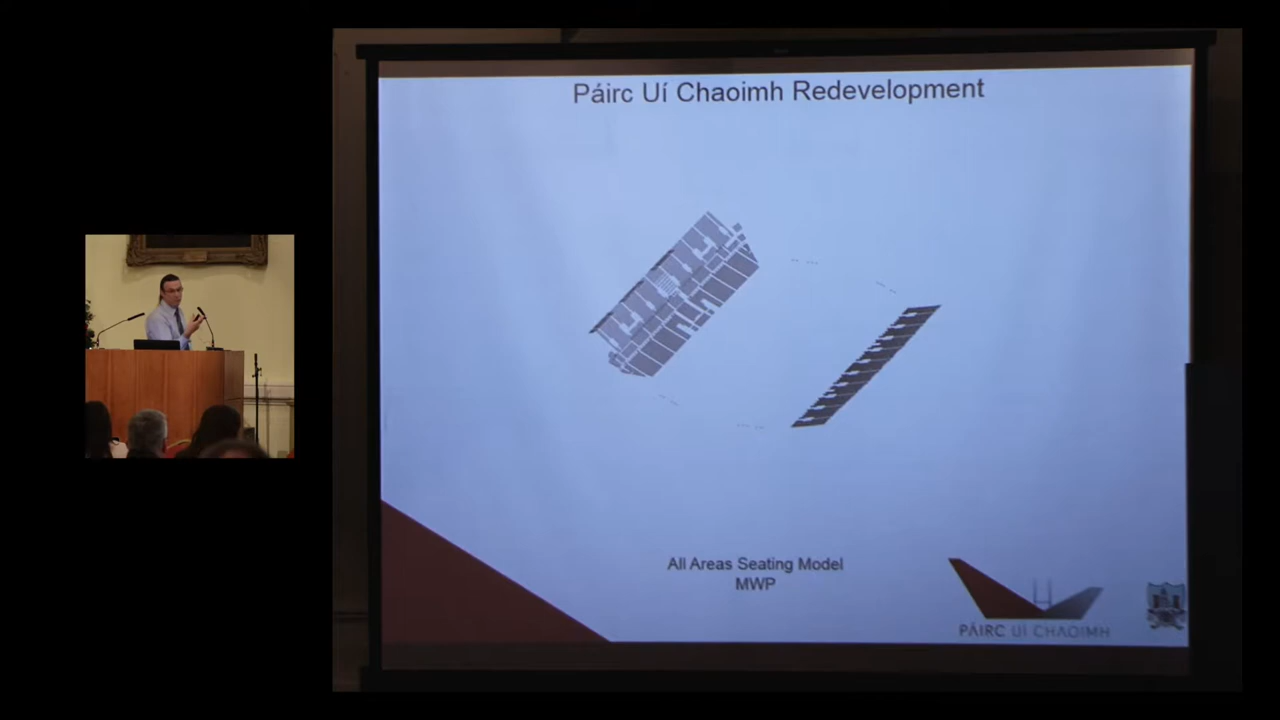 Páirc Uí Chaoimh Redevelopment
All Areas Seating Model
MWP
PÁIRC UÍ CHAOIMH